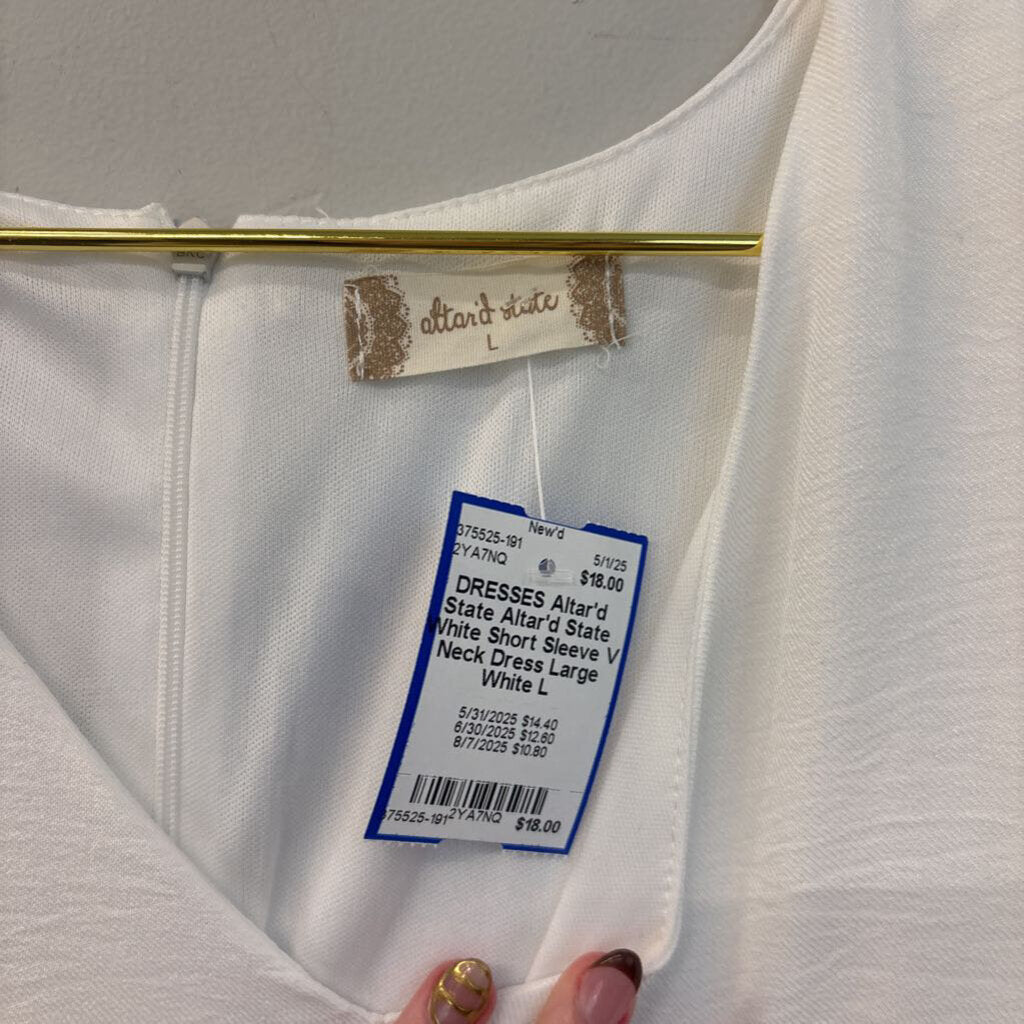 BRC
altar'd state
L
New'd
375525-191
2YA7NQ
5/1/25
$18.00
DRESSES Altar'd
State Altar'd State
White Short Sleeve V
Neck Dress Large
White L
5/31/2025 $14.40
6/30/2025 $12.60
8/7/2025 $10.80
375525-191 2YA7NQ $18.00